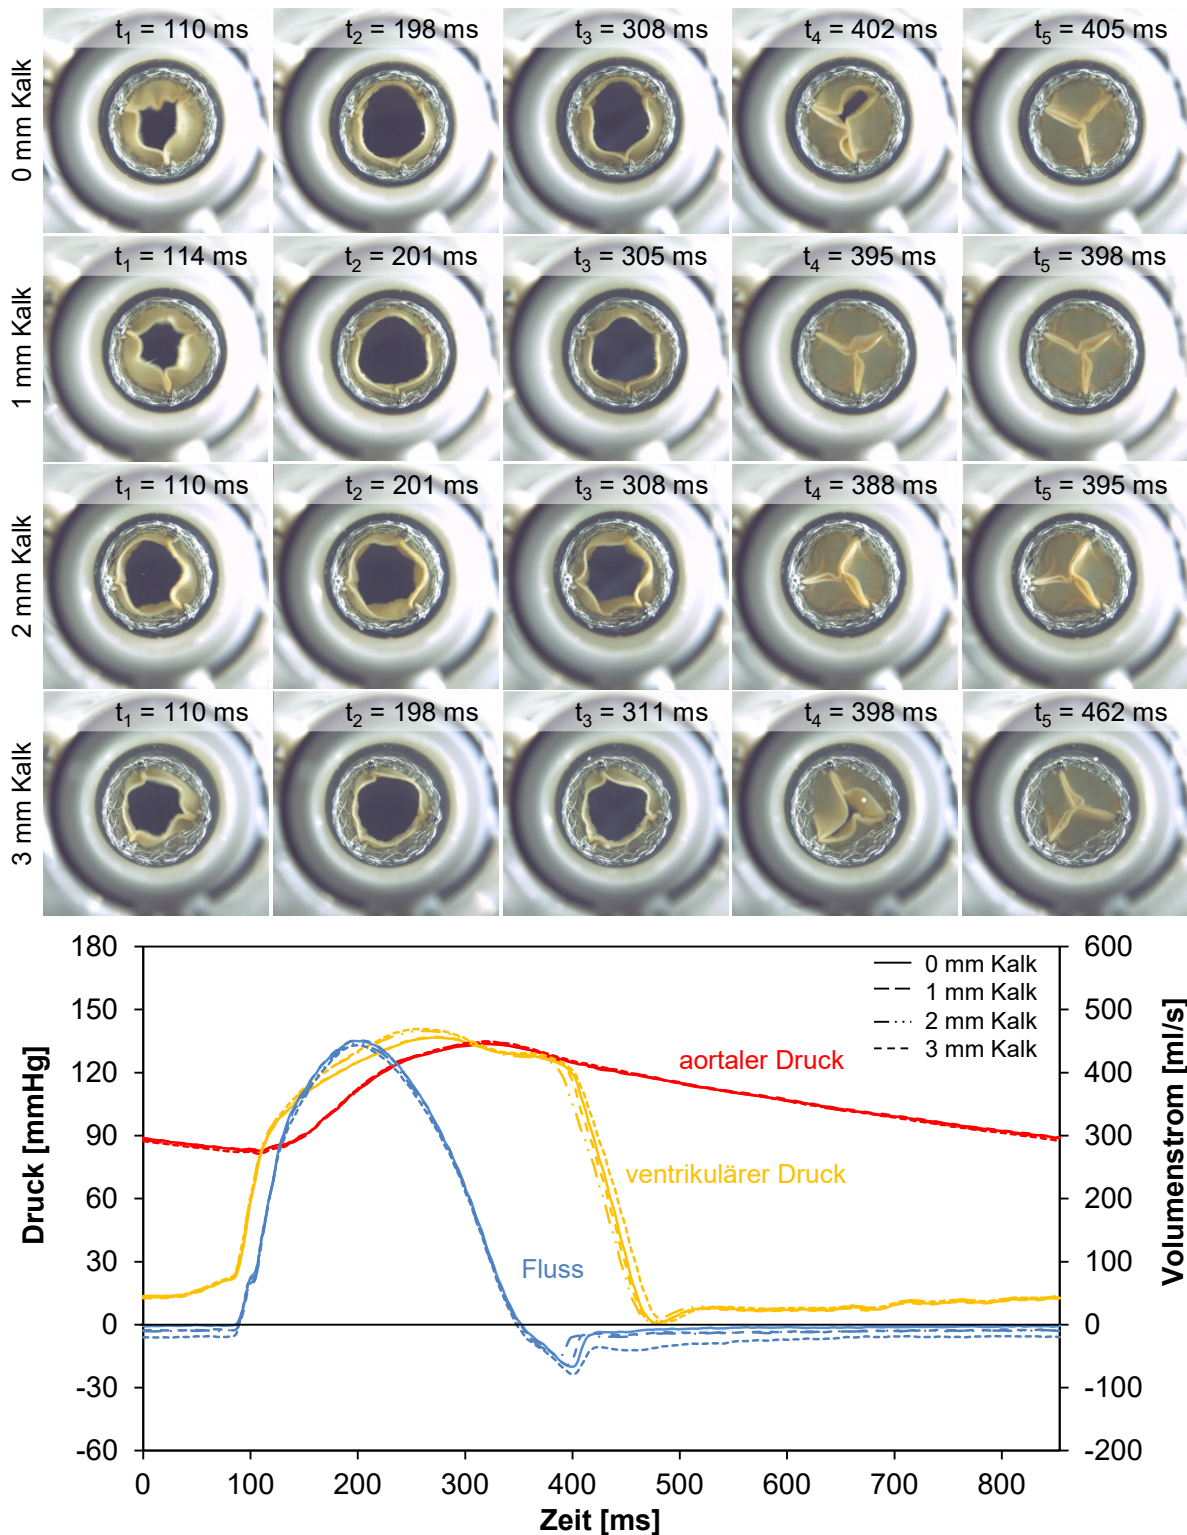 0 mm Kalk
t1 = 110 ms
t2 = 198 ms
t3 = 308 ms
t4 = 402 ms
t5 = 405 ms
1 mm Kalk
t1 = 114 ms
t2 = 201 ms
t3 = 305 ms
t4 = 395 ms
t5 = 398 ms
2 mm Kalk
t1 = 110 ms
t2 = 201 ms
t3 = 308 ms
t4 = 388 ms
t5 = 395 ms
3 mm Kalk
t1 = 110 ms
t2 = 198 ms
t3 = 311 ms
t4 = 398 ms
t5 = 462 ms
Druck [mmHg]
180
150
120
90
60
30
0
-30
-60
0 mm Kalk
1 mm Kalk
2 mm Kalk
3 mm Kalk
aortaler Druck
ventrikulärer Druck
Fluss
600
500
400
300
200
100
0
-100
-200
Volumenstrom [ml/s]
0
100
200
300
400
500
600
700
800
Zeit [ms]